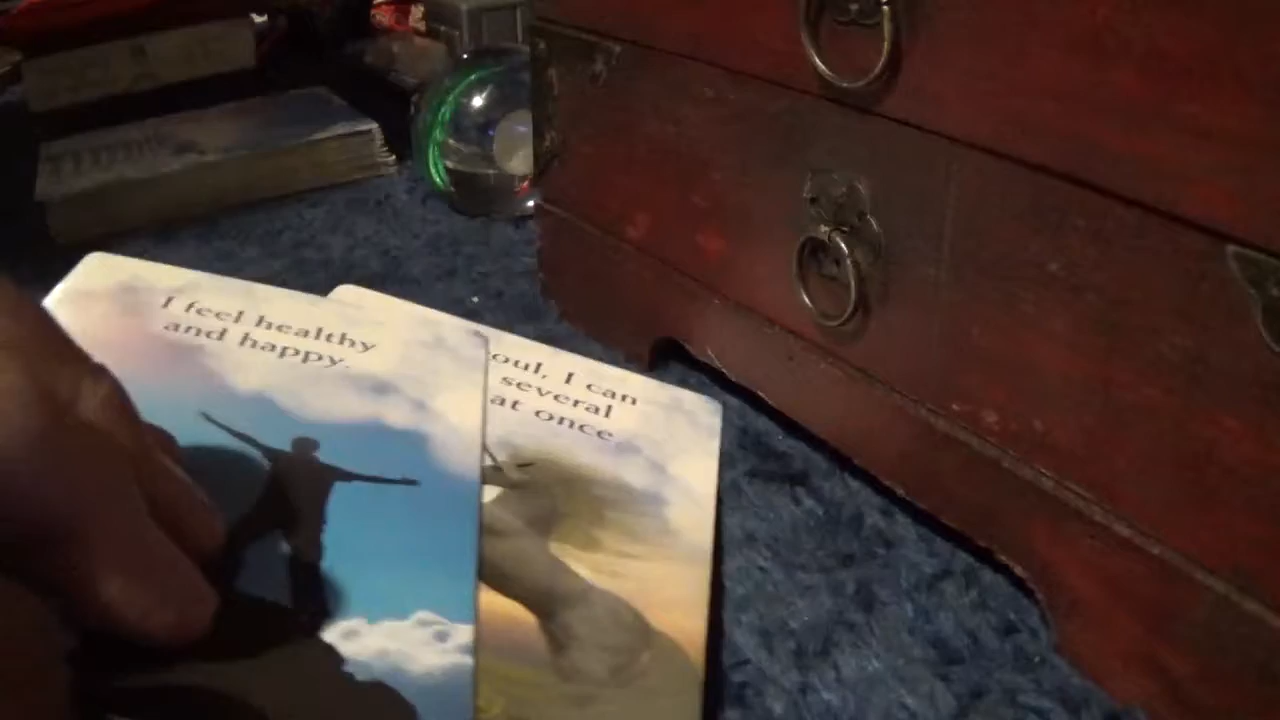 I feel healthy
and happy.
oul, I can
several
at once.